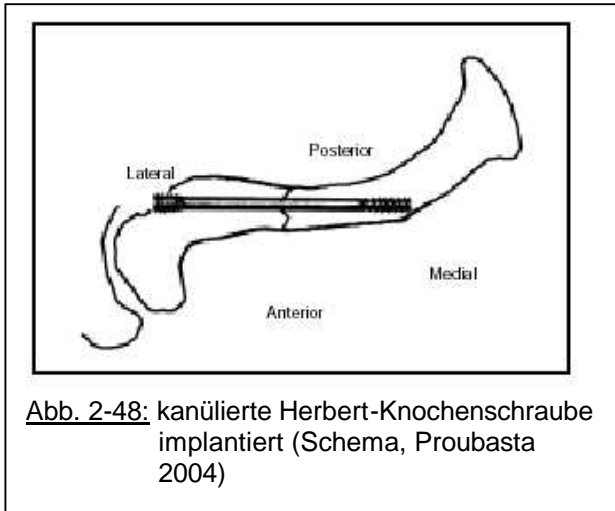 Posterior
Lateral
Medial
Anterior
Abb. 2-48: kanülierte Herbert-Knochenschraube
implantiert (Schema, Proubasta
2004)